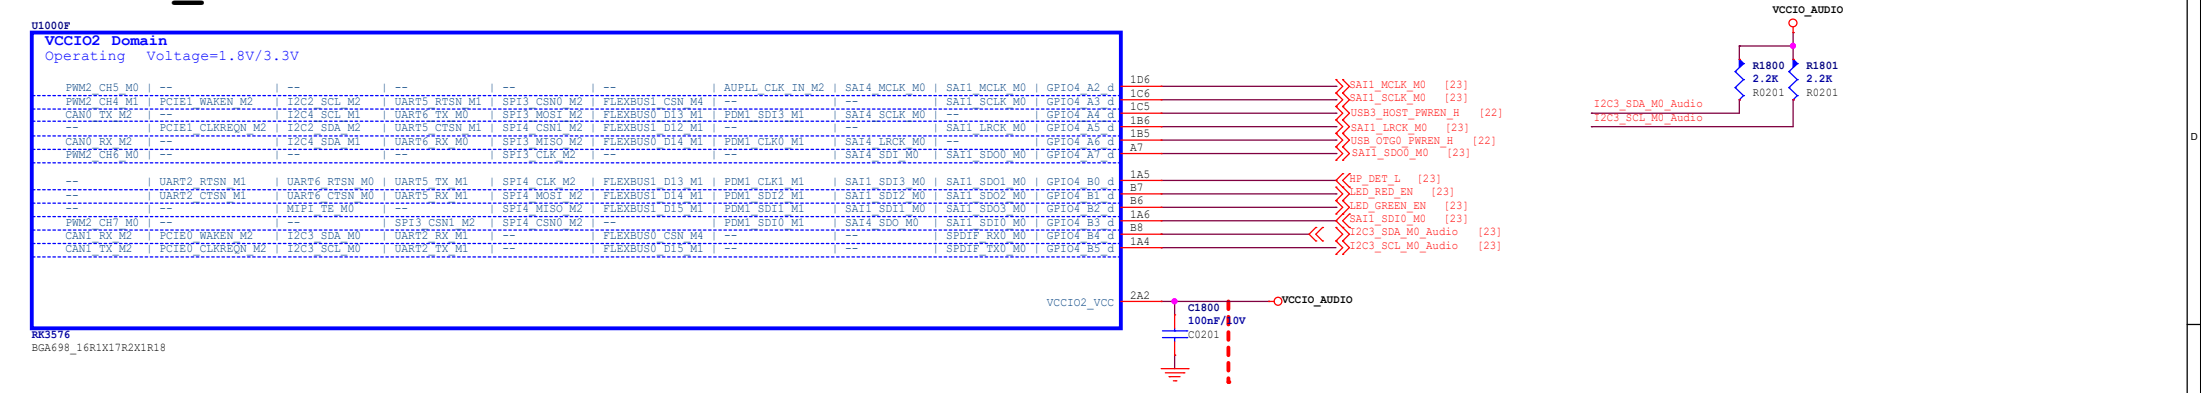 U1000F
VCCIO2 Domain
Operating Voltage=1.8V/3.3V
PWM2_CH5_M0 | -- | -- | -- | -- | -- | AUPLL_CLK_IN_M2 | SAI4_MCLK_M0 | SAI1_MCLK_M0 | GPIO4_A2_d 1D6 SAI1_MCLK_M0 [23]
PWM2_CH4_M1 | PCIE1_WAKEN_M2 | I2C2_SCL_M2 | UART5_RTSN_M1 | SPI3_CSN0_M2 | FLEXBUS1_CSN_M4 | -- | -- | SAI1_SCLK_M0 | GPIO4_A3_d 1C6 SAI1_SCLK_M0 [23]
CAN0_TX_M2 | -- | I2C4_SCL_M1 | UART6_TX_M0 | SPI3_MOSI_M2 | FLEXBUS0_D13_M1 | PDM1_SDI3_M1 | SAI4_SCLK_M0 | -- | GPIO4_A4_d 1C5 USB3_HOST_PWREN_H [22]
-- | PCIE1_CLKREQN_M2 | I2C2_SDA_M2 | UART5_CTSN_M1 | SPI4_CSN1_M2 | FLEXBUS1_D12_M1 | -- | -- | SAI1_LRCK_M0 | GPIO4_A5_d 1B6 SAI1_LRCK_M0 [23]
CAN0_RX_M2 | -- | I2C4_SDA_M1 | UART6_RX_M0 | SPI3_MISO_M2 | FLEXBUS0_D14_M1 | PDM1_CLK0_M1 | SAI4_LRCK_M0 | -- | GPIO4_A6_d 1B5 USB_OTG0_PWREN_H [22]
PWM2_CH6_M0 | -- | -- | -- | SPI3_CLK_M2 | -- | -- | SAI4_SDI_M0 | SAI1_SDO0_M0 | GPIO4_A7_d A7 SAI1_SDO0_M0 [23]
-- | UART2_RTSN_M1 | UART6_RTSN_M0 | UART5_TX_M1 | SPI4_CLK_M2 | FLEXBUS1_D13_M1 | PDM1_CLK1_M1 | SAI1_SDI3_M0 | SAI1_SDO1_M0 | GPIO4_B0_d 1A5 HP_DET_L [23]
-- | UART2_CTSN_M1 | UART6_CTSN_M0 | UART5_RX_M1 | SPI4_MOSI_M2 | FLEXBUS1_D14_M1 | PDM1_SDI2_M1 | SAI1_SDI2_M0 | SAI1_SDO2_M0 | GPIO4_B1_d B7 LED_RED_EN [23]
-- | -- | MIPI_TE_M0 | -- | SPI4_MISO_M2 | FLEXBUS1_D15_M1 | PDM1_SDI1_M1 | SAI1_SDI1_M0 | SAI1_SDO3_M0 | GPIO4_B2_d B6 LED_GREEN_EN [23]
PWM2_CH7_M0 | -- | -- | SPI3_CSN1_M2 | SPI4_CSN0_M2 | -- | PDM1_SDI0_M1 | SAI4_SDO_M0 | SAI1_SDI0_M0 | GPIO4_B3_d 1A6 SAI1_SDI0_M0 [23]
CAN1_RX_M2 | PCIE0_WAKEN_M2 | I2C3_SDA_M0 | UART2_RX_M1 | -- | FLEXBUS0_CSN_M4 | -- | -- | SPDIF_RX0_M0 | GPIO4_B4_d B8 I2C3_SDA_M0_Audio [23]
CAN1_TX_M2 | PCIE0_CLKREQN_M2 | I2C3_SCL_M0 | UART2_TX_M1 | -- | FLEXBUS0_D15_M1 | -- | -- | SPDIF_TX0_M0 | GPIO4_B5_d 1A4 I2C3_SCL_M0_Audio [23]
VCCIO2_VCC 2A2 VCCIO_AUDIO
C1800
100nF/10V
C0201
RK3576
BGA698_16R1X17R2X1R18
VCCIO_AUDIO
R1800 R1801
2.2K 2.2K
R0201 R0201
I2C3_SDA_M0_Audio
I2C3_SCL_M0_Audio
D